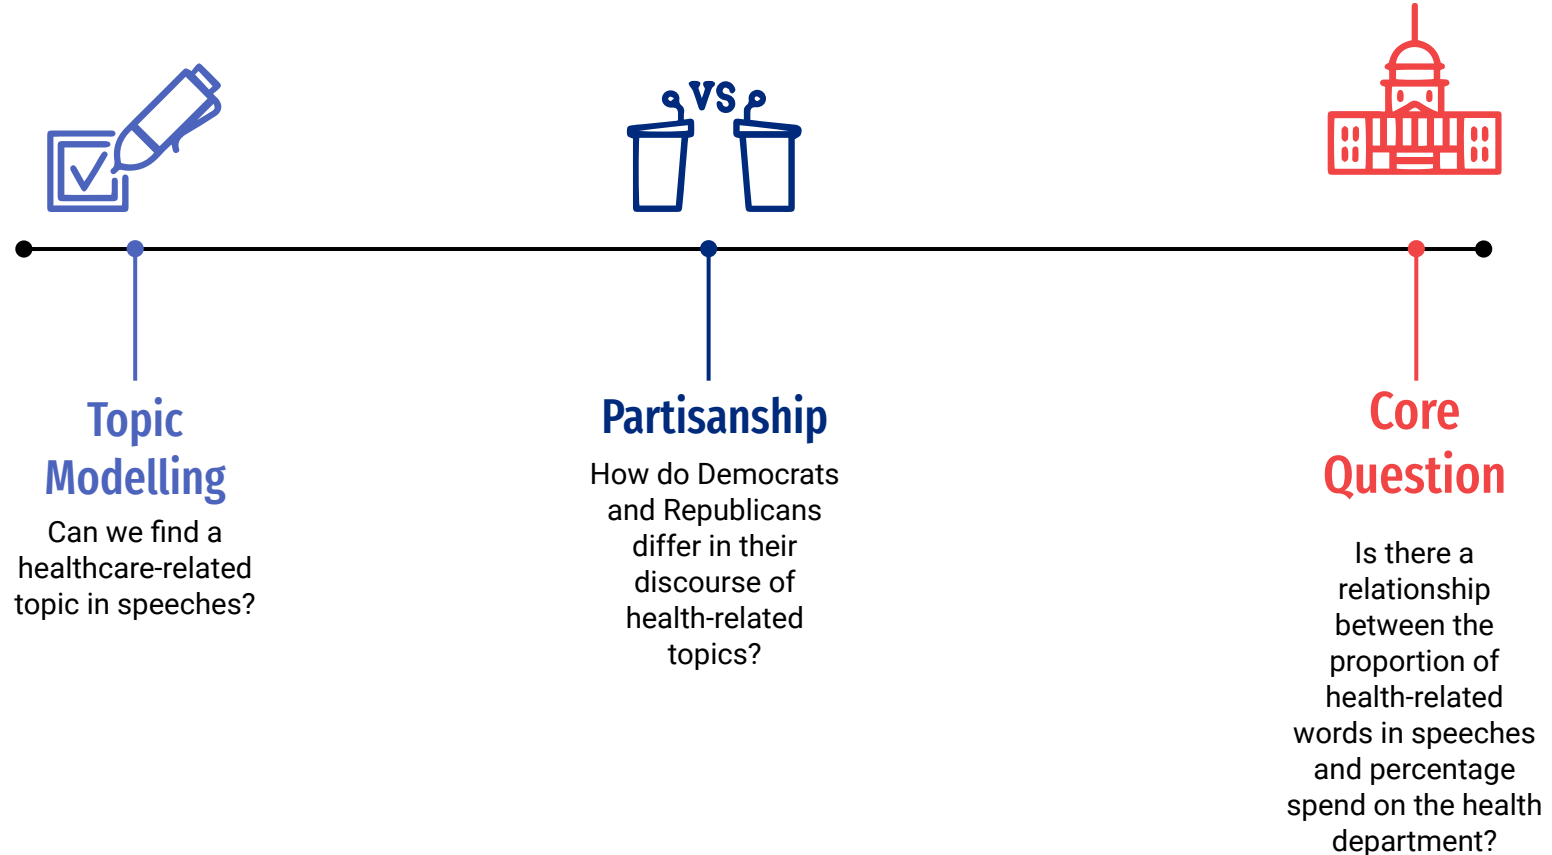 VS
Topic
Modelling
Can we find a
healthcare-related
topic in speeches?
Partisanship
How do Democrats
and Republicans
differ in their
discourse of
health-related
topics?
Core
Question
Is there a
relationship
between the
proportion of
health-related
words in speeches
and percentage
spend on the health
department?